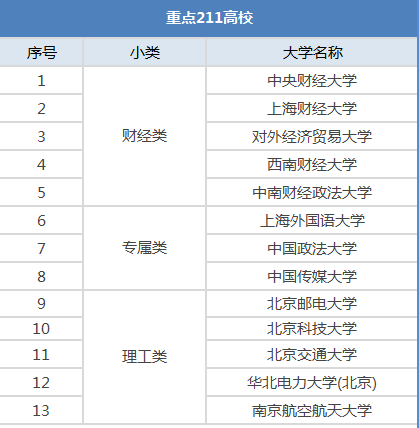 重点211高校
序号 小类 大学名称
1 中央财经大学
2 上海财经大学
3 财经类 对外经济贸易大学
4 西南财经大学
5 中南财经政法大学
6 上海外国语大学
7 专属类 中国政法大学
8 中国传媒大学
9 北京邮电大学
10 北京科技大学
11 理工类 北京交通大学
12 华北电力大学(北京)
13 南京航空航天大学